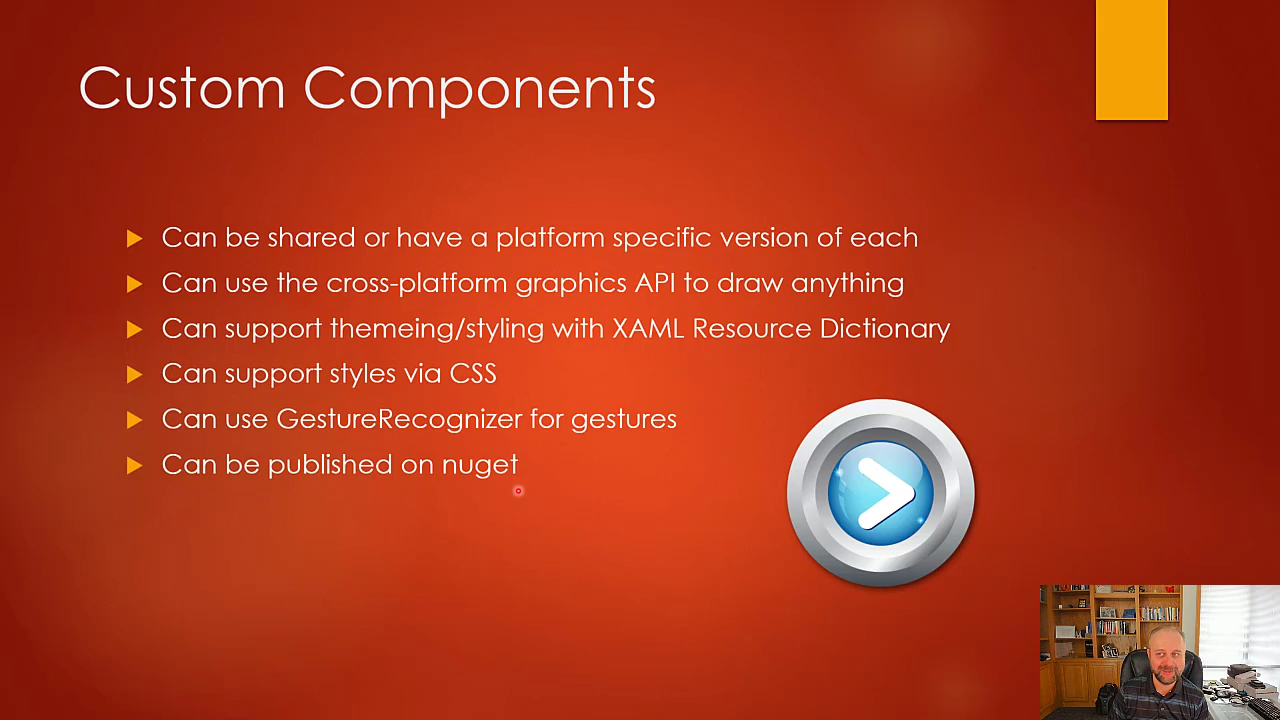 Custom Components
Can be shared or have a platform specific version of each
Can use the cross-platform graphics API to draw anything
Can support themeing/styling with XAML Resource Dictionary
Can support styles via CSS
Can use GestureRecognizer for gestures
Can be published on nuget